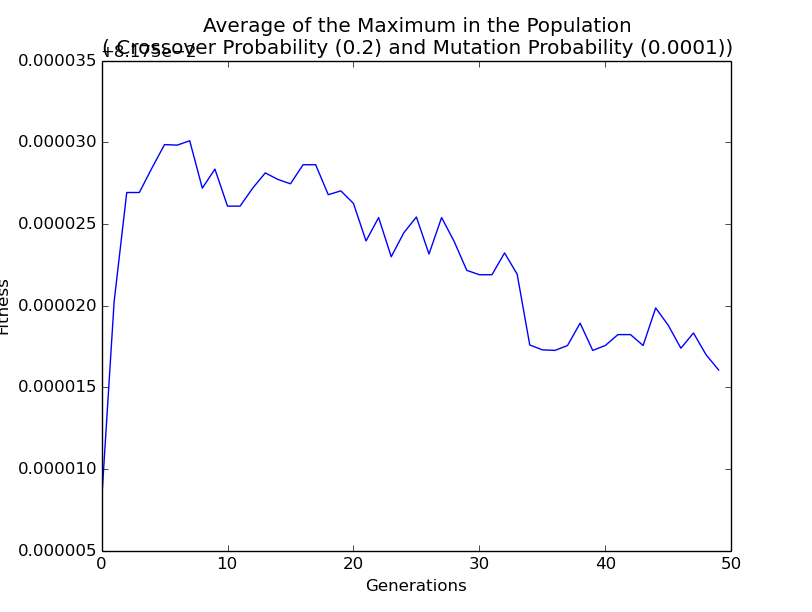 Average of the Maximum in the Population
( Crossover Probability (0.2) and Mutation Probability (0.0001))
+8.175e−2
0.000035
0.000030
0.000025
0.000020
0.000015
0.000010
0.000005
Fitness
0 10 20 30 40 50
Generations